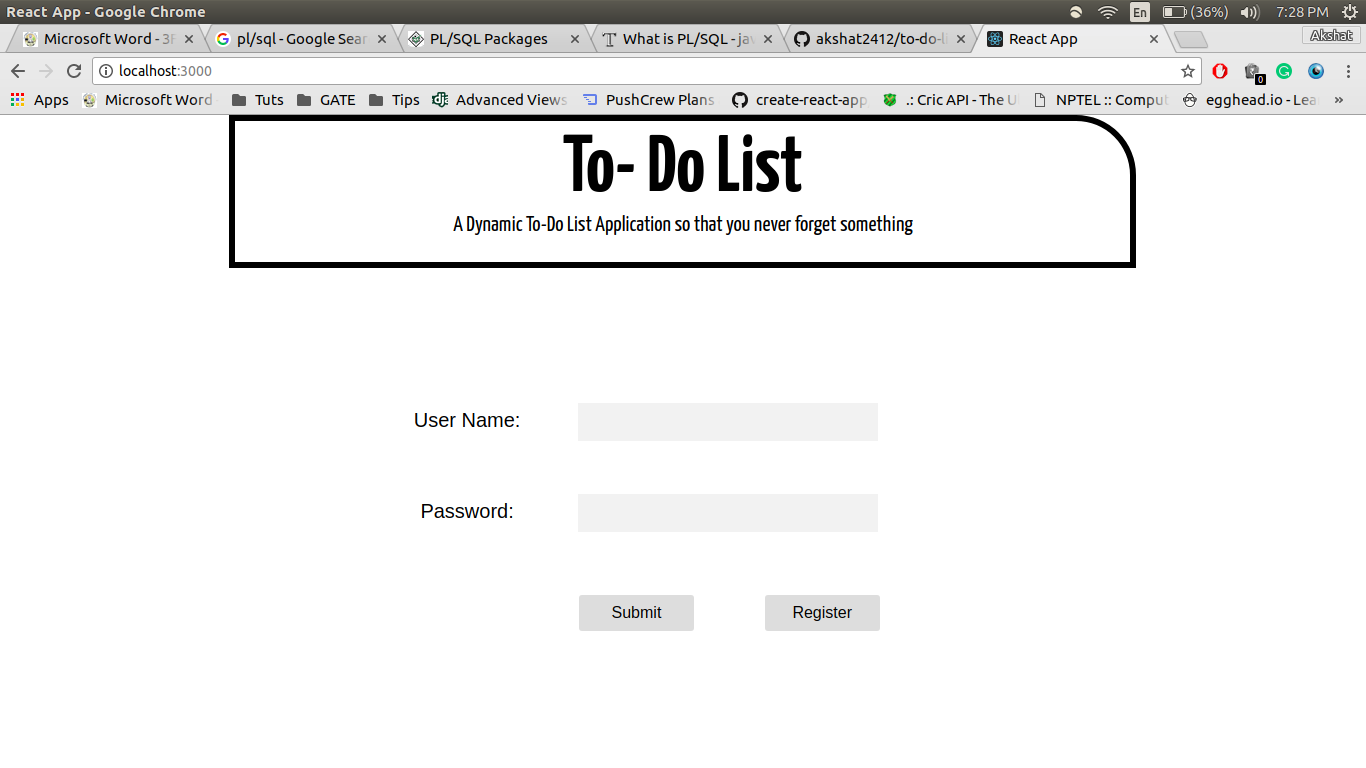 React App - Google Chrome En (36%) 7:28 PM
Microsoft Word - 3F pl/sql - Google Sear PL/SQL Packages What is PL/SQL - jav akshat2412/to-do-li React App Akshat
localhost:3000 0
Apps Microsoft Word Tuts GATE Tips Advanced Views PushCrew Plans create-react-app .: Cric API - The U NPTEL :: Comput egghead.io - Lea »
To- Do List
A Dynamic To-Do List Application so that you never forget something
User Name:
Password:
Submit Register